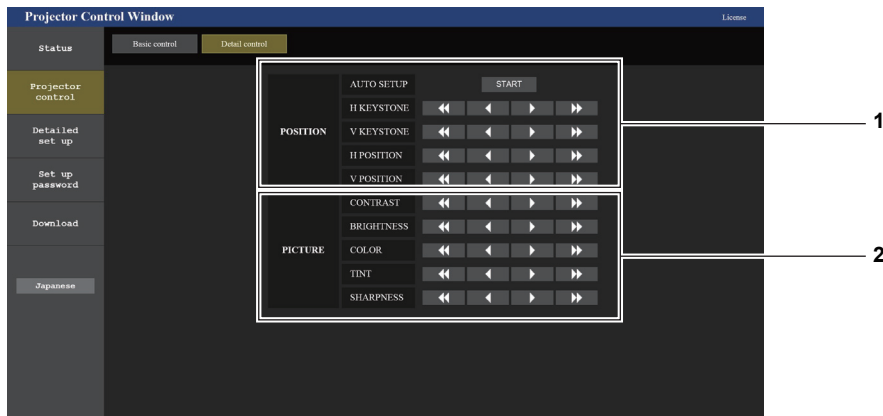 Projector Control Window
License
Status
Basic control
Detail control
Projector
control
Detailed
set up
Set up
password
Download
Japanese
POSITION
AUTO SETUP
START
H KEYSTONE
V KEYSTONE
H POSITION
V POSITION
1
PICTURE
CONTRAST
BRIGHTNESS
COLOR
TINT
SHARPNESS
2